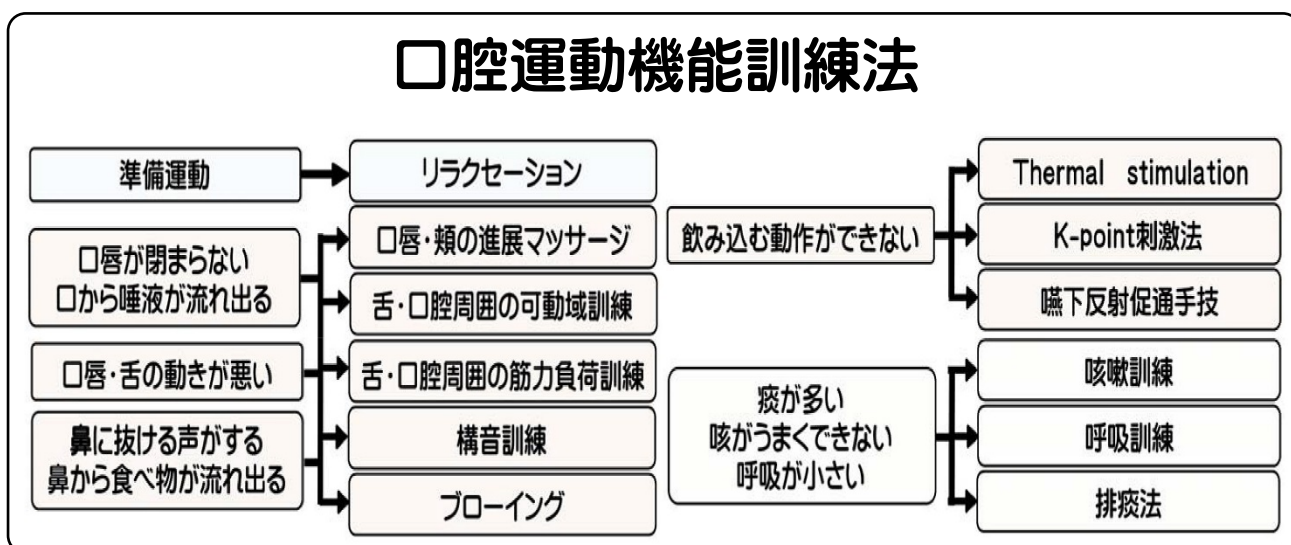 口腔運動機能訓練法
準備運動
リラクセーション
口唇が閉まらない
口から唾液が流れ出る
口唇・舌の動きが悪い
鼻に抜ける声がする
鼻から食べ物が流れ出る
口唇・頬の進展マッサージ
舌・口腔周囲の可動域訓練
舌・口腔周囲の筋力負荷訓練
構音訓練
ブローイング
飲み込む動作ができない
Thermal stimulation
K-point刺激法
嚥下反射促通手技
痰が多い
咳がうまくできない
呼吸が小さい
咳嗽訓練
呼吸訓練
排痰法